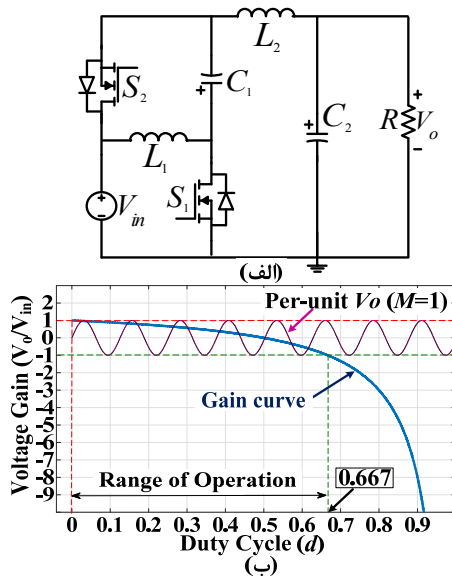 L2
S2
C1
L1
S1
C2
R
+
Vo
−
+
−
Vin
(الف)
Voltage Gain (Vo/Vin)
2
1
0
-1
-2
-3
-4
-5
-6
-7
-8
-9
Per-unit Vo (M=1)
Gain curve
Range of Operation
0.667
0 0.1 0.2 0.3 0.4 0.5 0.6 0.7 0.8 0.9
Duty Cycle (d)
(ب)